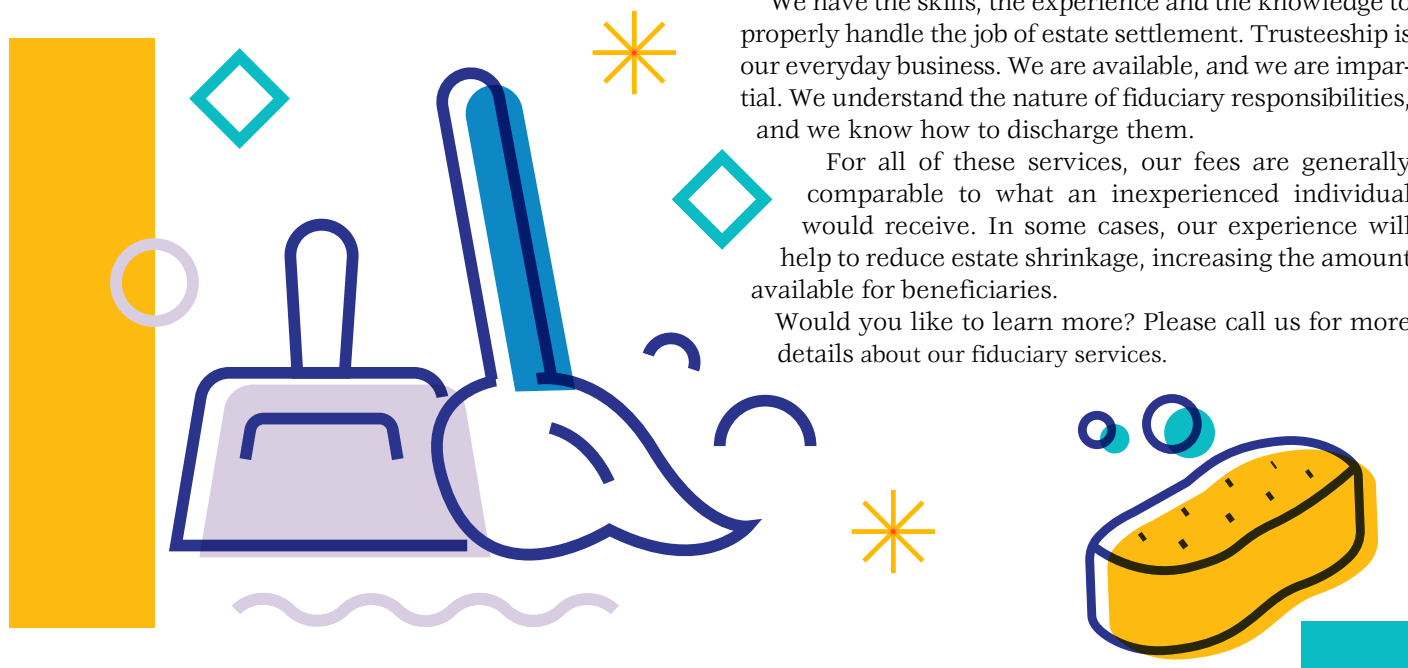 We have the skills, the experience and the knowledge to
properly handle the job of estate settlement. Trusteeship is
our everyday business. We are available, and we are impar-
tial. We understand the nature of fiduciary responsibilities,
and we know how to discharge them.
For all of these services, our fees are generally
comparable to what an inexperienced individual
would receive. In some cases, our experience will
help to reduce estate shrinkage, increasing the amount
available for beneficiaries.
Would you like to learn more? Please call us for more
details about our fiduciary services.